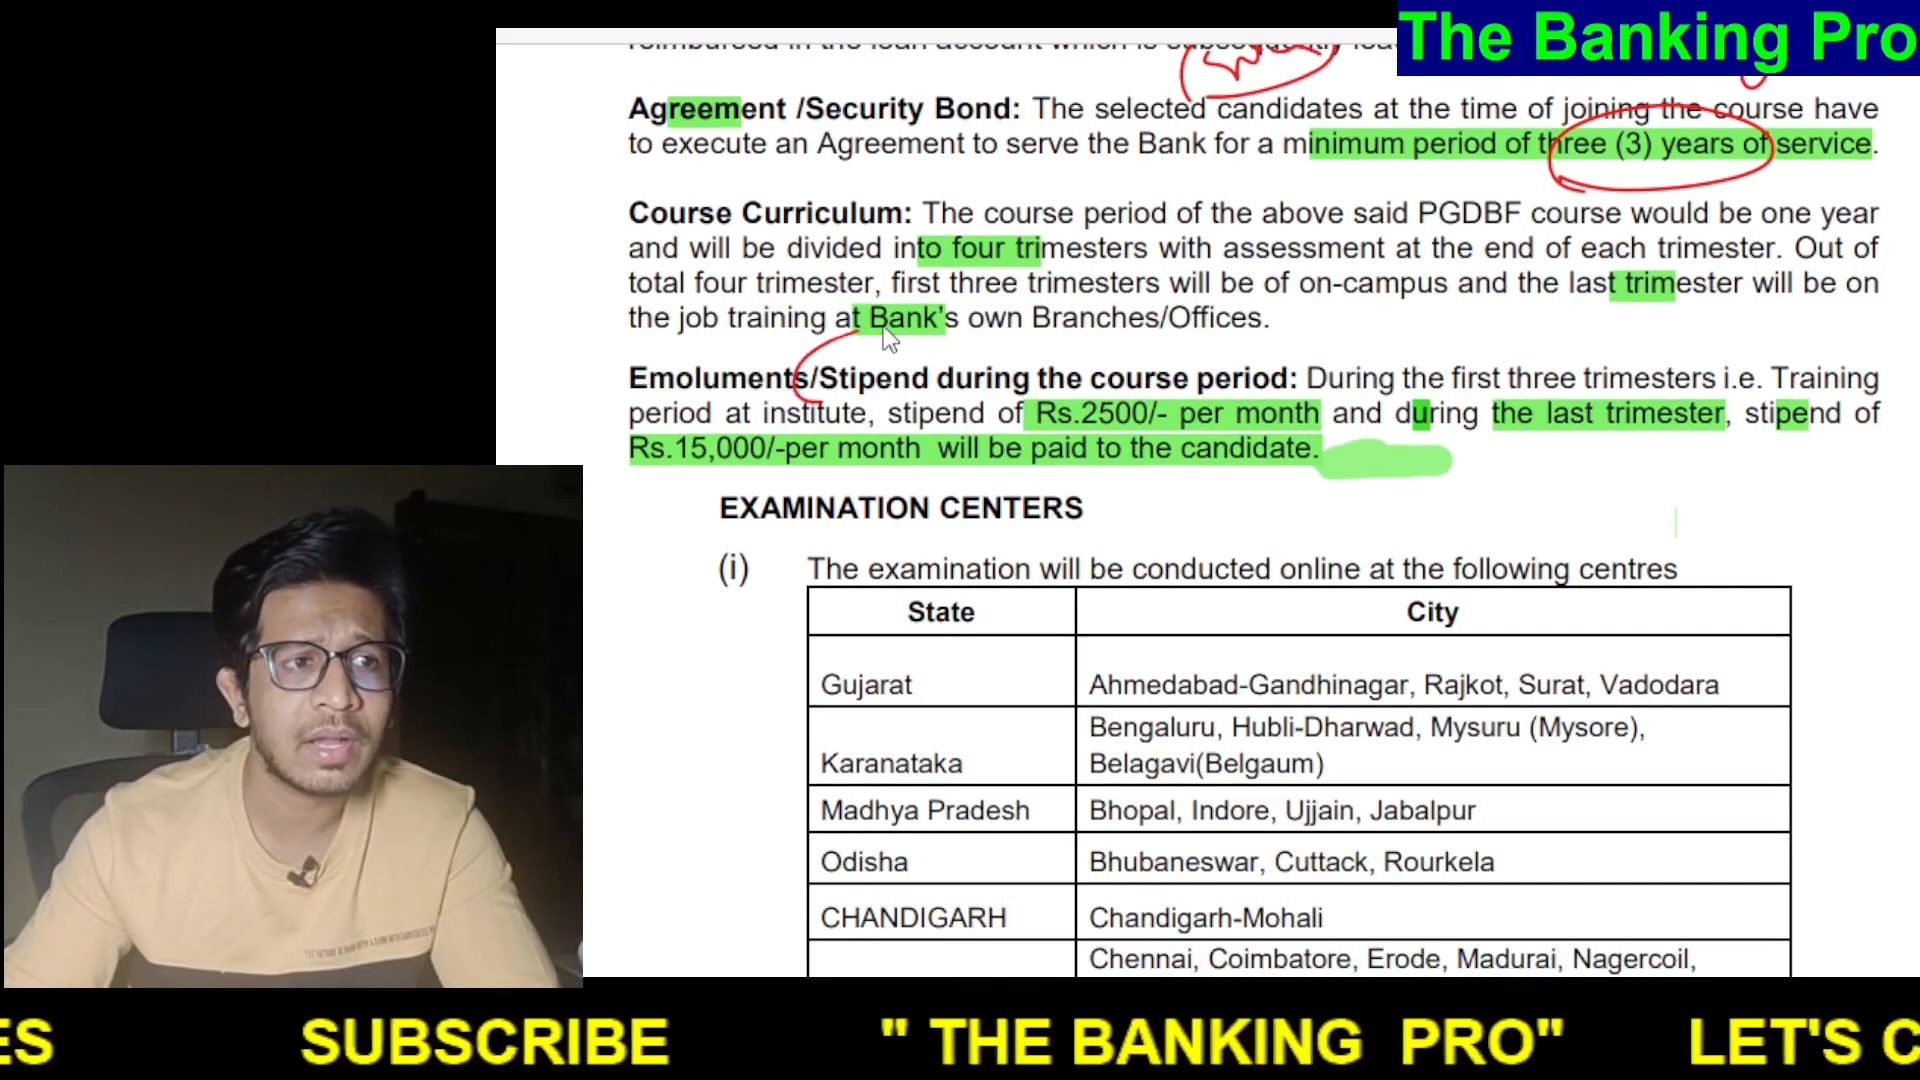 The Banking Pro
Agreement /Security Bond: The selected candidates at the time of joining the course have
to execute an Agreement to serve the Bank for a minimum period of three (3) years of service.
Course Curriculum: The course period of the above said PGDBF course would be one year
and will be divided into four trimesters with assessment at the end of each trimester. Out of
total four trimester, first three trimesters will be of on-campus and the last trimester will be on
the job training at Bank's own Branches/Offices.
Emoluments/Stipend during the course period: During the first three trimesters i.e. Training
period at institute, stipend of Rs.2500/- per month and during the last trimester, stipend of
Rs.15,000/-per month will be paid to the candidate.
EXAMINATION CENTERS
(i) The examination will be conducted online at the following centres
State City
Gujarat Ahmedabad-Gandhinagar, Rajkot, Surat, Vadodara
Bengaluru, Hubli-Dharwad, Mysuru (Mysore),
Karanataka Belagavi(Belgaum)
Madhya Pradesh Bhopal, Indore, Ujjain, Jabalpur
Odisha Bhubaneswar, Cuttack, Rourkela
CHANDIGARH Chandigarh-Mohali
Chennai, Coimbatore, Erode, Madurai, Nagercoil,
ES SUBSCRIBE " THE BANKING PRO" LET'S C